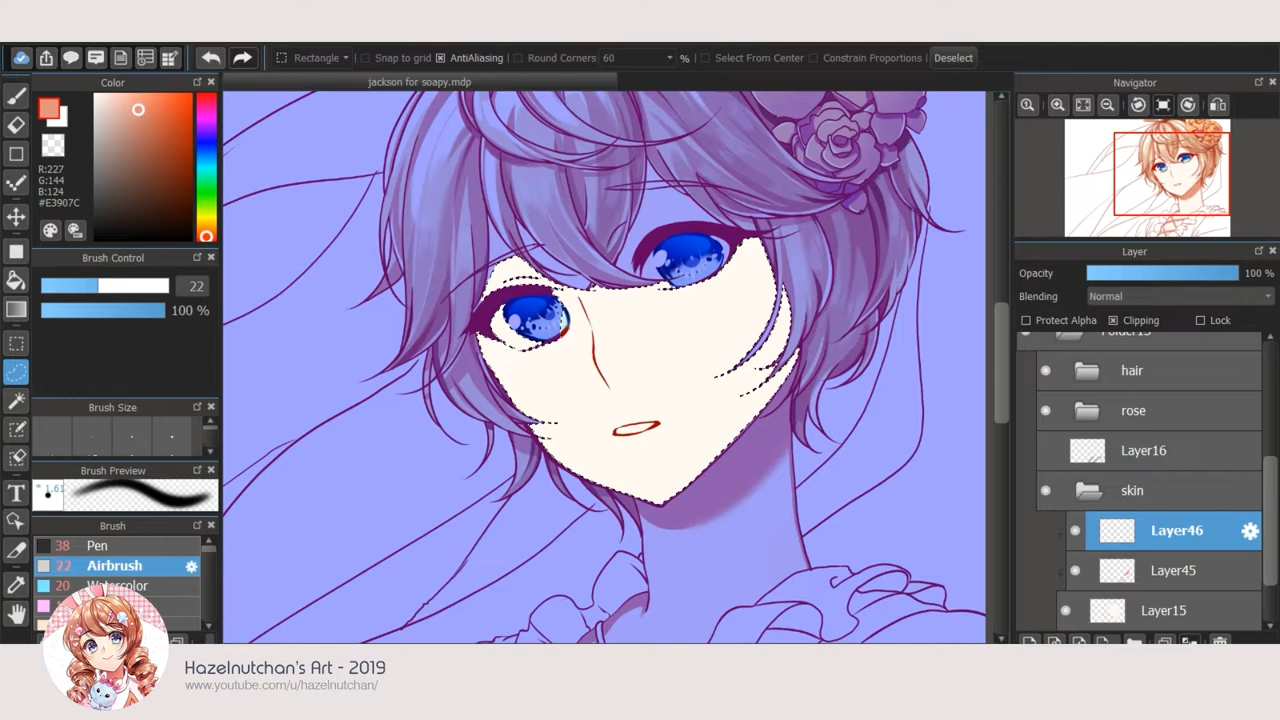 Rectangle Snap to grid AntiAliasing Round Corners 60 % Select From Center Constrain Proportions Deselect
Color
jackson for soapy.mdp
Navigator
R:227
G:144
B:124
#E3907C
Brush Control
22
100 %
Layer
Opacity 100 %
Blending Normal
Protect Alpha Clipping Lock
hair
rose
Layer16
skin
Layer46
Layer45
Layer15
Brush Size
Brush Preview
Brush
38 Pen
22 Airbrush
20 Watercolor
Hazelnutchan's Art - 2019
www.youtube.com/u/hazelnutchan/